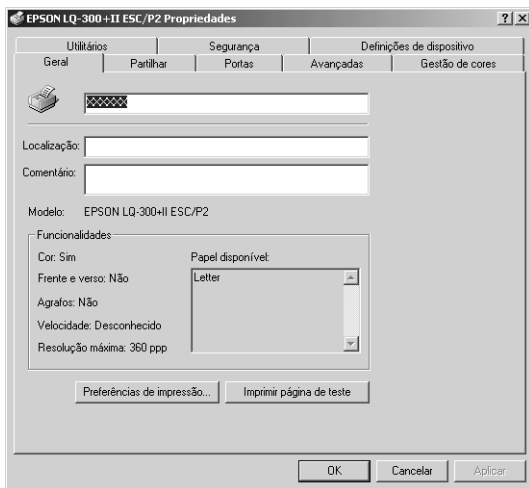 EPSON LQ-300+II ESC/P2 Propriedades
Utilitários Segurança Definições de dispositivo
Geral Partilhar Portas Avançadas Gestão de cores
XXXXXX
Localização:
Comentário:
Modelo: EPSON LQ-300+II ESC/P2
Funcionalidades
Cor: Sim Papel disponível:
Frente e verso: Não Letter
Agrafos: Não
Velocidade: Desconhecido
Resolução máxima: 360 ppp
Preferências de impressão... Imprimir página de teste
OK Cancelar Aplicar